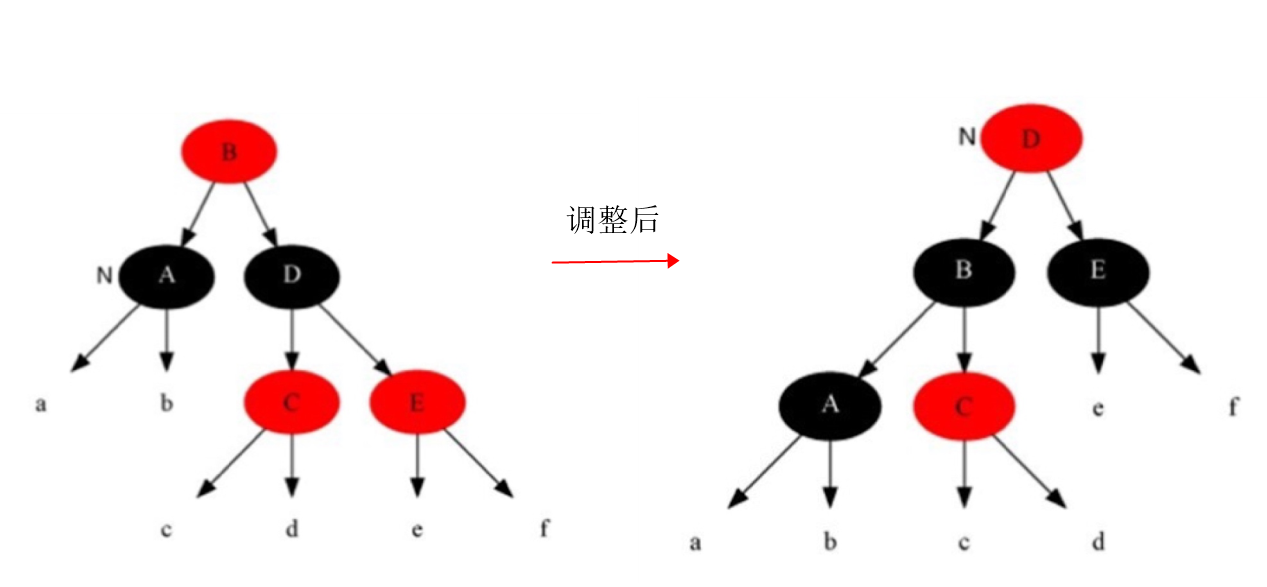 B
N A D
C E
a b
c d e f
调整后
N D
B E
A C e f
a b c d